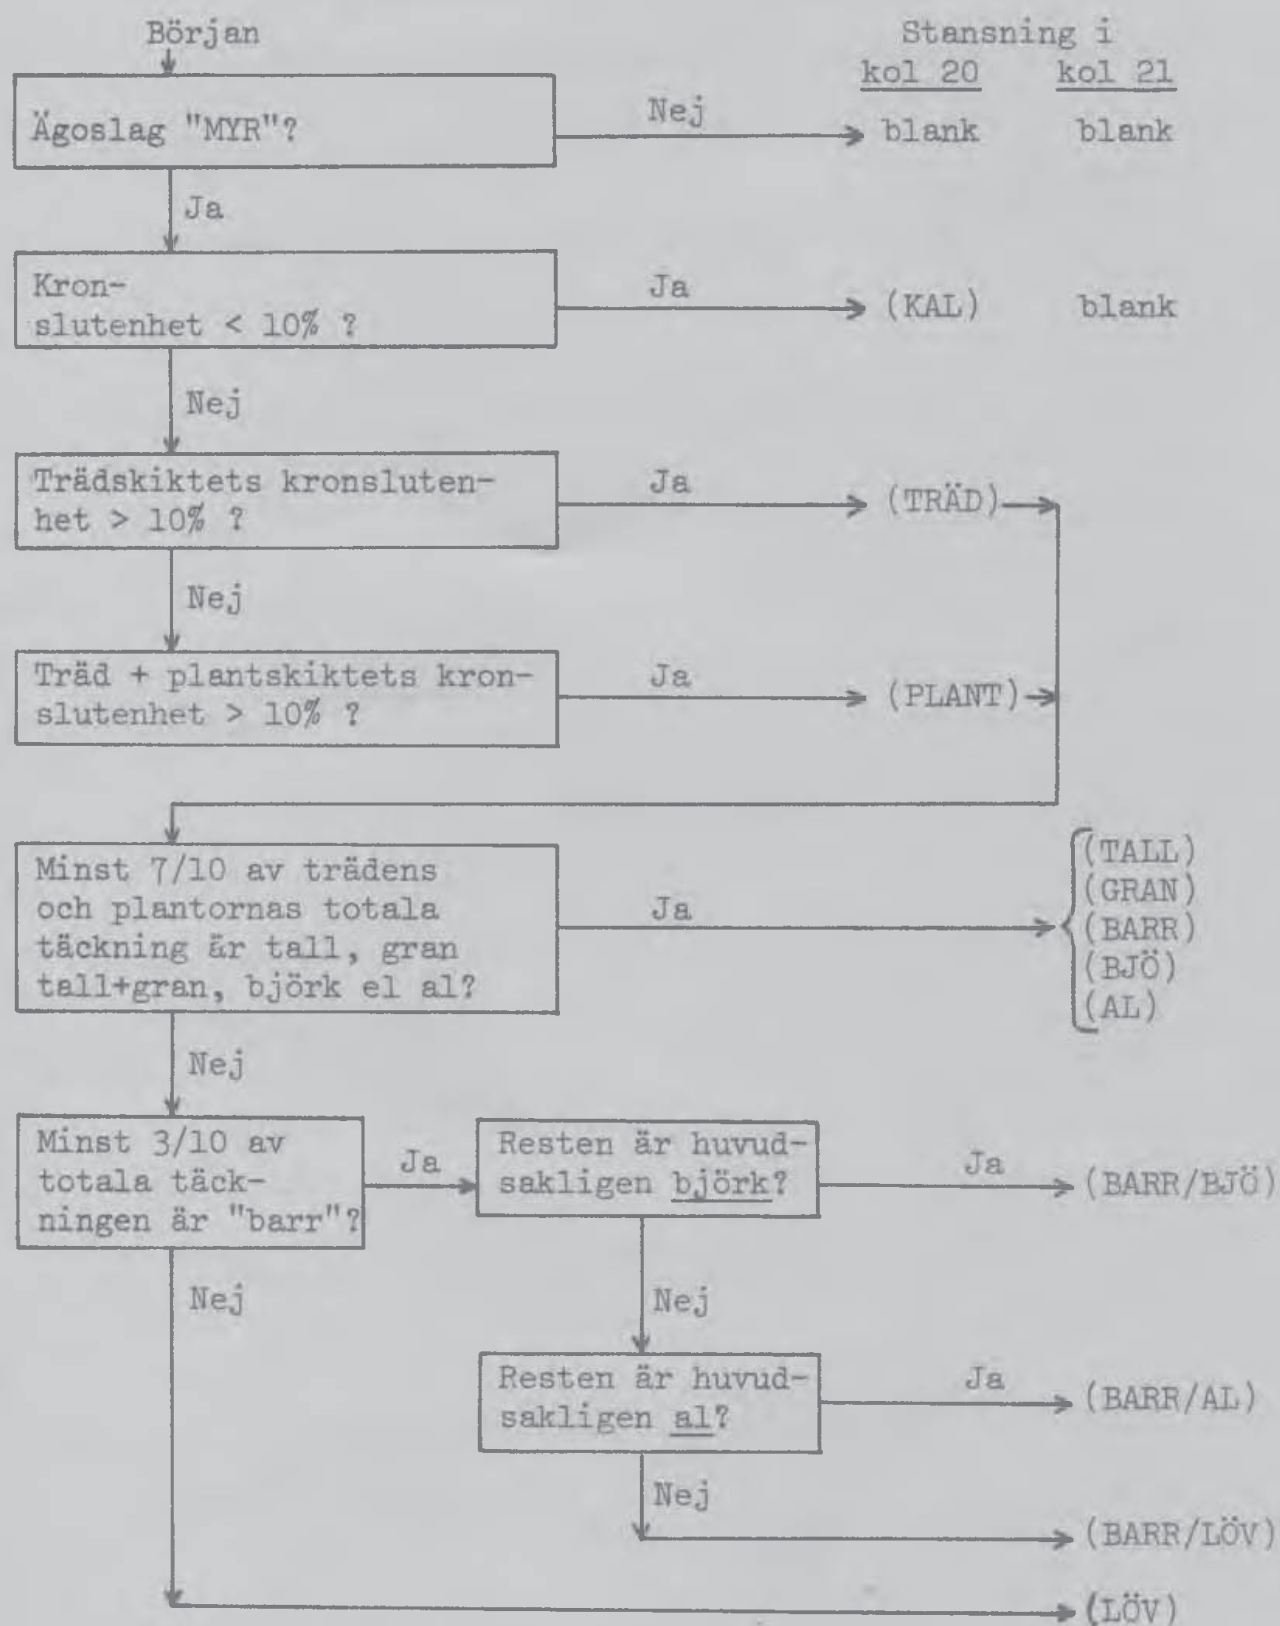 Början
Stansning i
kol 20 kol 21
Ägoslag "MYR"?
Nej
blank blank
Ja
Kron-
slutenhet < 10% ?
Ja
(KAL) blank
Nej
Trädskiktets kronsluten-
het > 10% ?
Ja
(TRÄD)
Nej
Träd + plantskiktets kron-
slutenhet > 10% ?
Ja
(PLANT)
Minst 7/10 av trädens
och plantornas totala
täckning är tall, gran
tall+gran, björk el al?
Ja
(TALL)
(GRAN)
(BARR)
(BJÖ)
(AL)
Nej
Minst 3/10 av
totala täck-
ningen är "barr"?
Ja
Resten är huvud-
sakligen björk?
Ja
(BARR/BJÖ)
Nej
Nej
Resten är huvud-
sakligen al?
Ja
(BARR/AL)
Nej
(BARR/LÖV)
(LÖV)